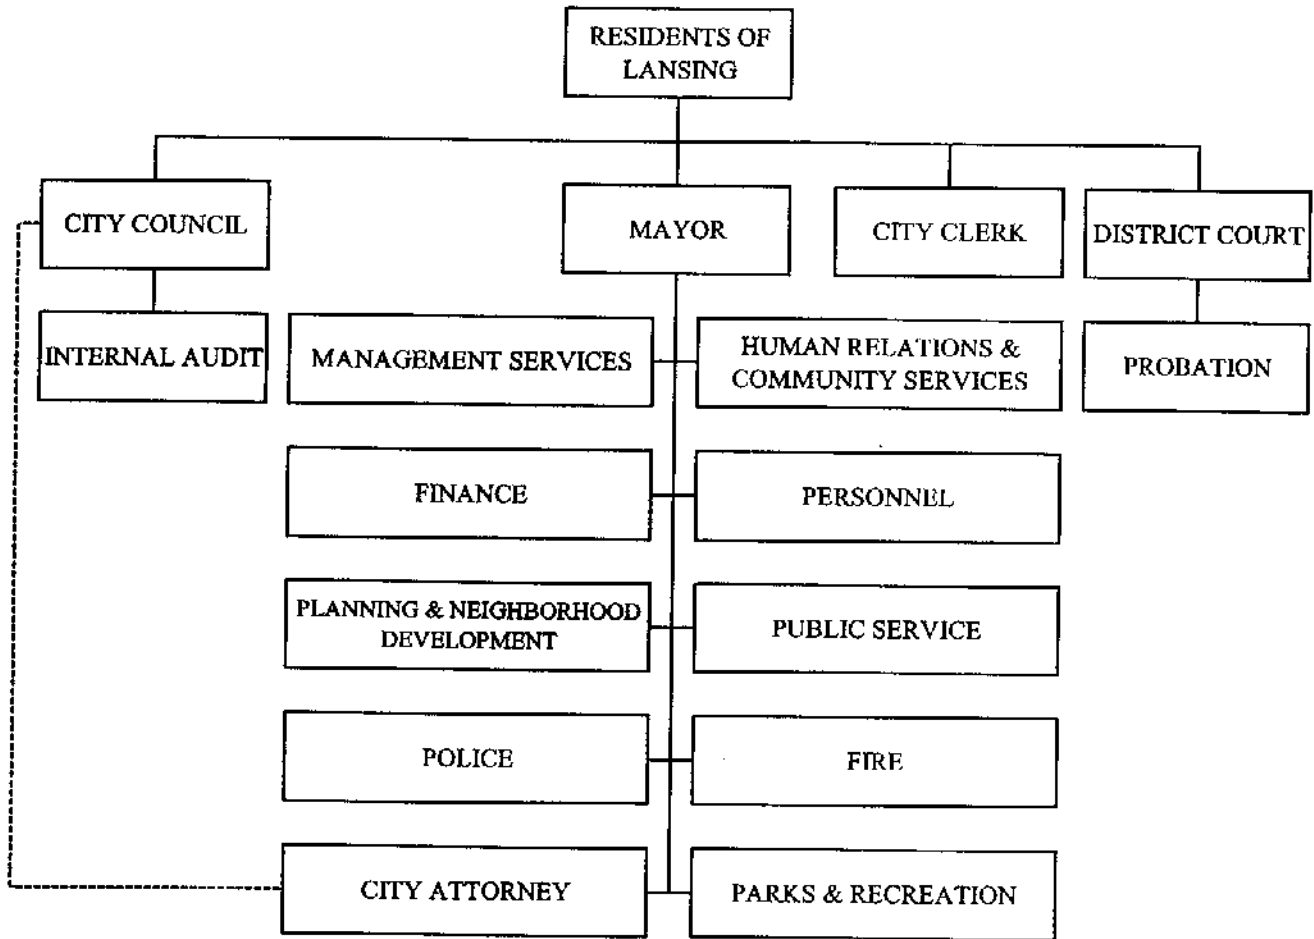 RESIDENTS OF
LANSING
CITY COUNCIL
MAYOR
CITY CLERK
DISTRICT COURT
INTERNAL AUDIT
MANAGEMENT SERVICES
HUMAN RELATIONS &
COMMUNITY SERVICES
PROBATION
FINANCE
PERSONNEL
PLANNING & NEIGHBORHOOD
DEVELOPMENT
PUBLIC SERVICE
POLICE
FIRE
CITY ATTORNEY
PARKS & RECREATION